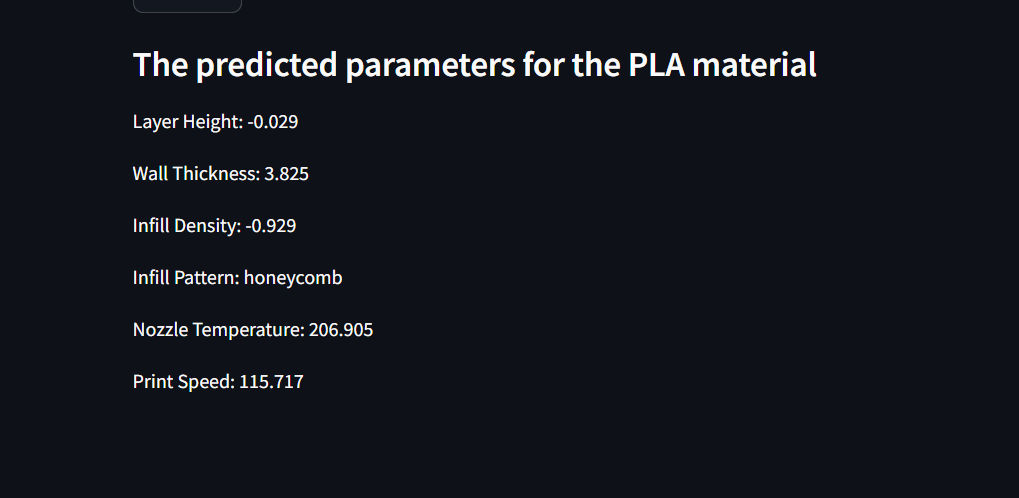 The predicted parameters for the PLA material
Layer Height: -0.029
Wall Thickness: 3.825
Infill Density: -0.929
Infill Pattern: honeycomb
Nozzle Temperature: 206.905
Print Speed: 115.717